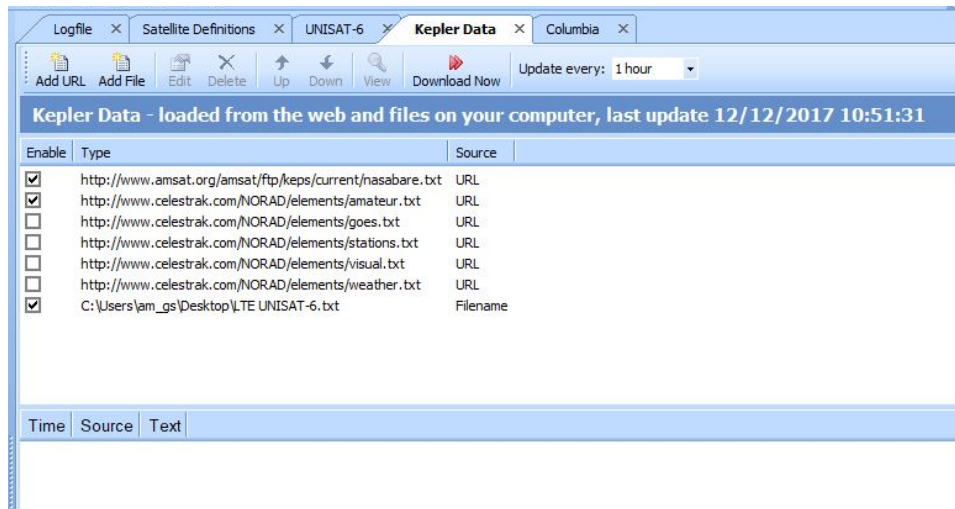 Logfile Satellite Definitions UNISAT-6 Kepler Data Columbia
Add URL Add File Edit Delete Up Down View Download Now Update every: 1 hour
Kepler Data - loaded from the web and files on your computer, last update 12/12/2017 10:51:31
Enable Type Source
http://www.amsat.org/amsat/ftp/keps/current/nasabare.txt URL
http://www.celestrak.com/NORAD/elements/amateur.txt URL
http://www.celestrak.com/NORAD/elements/goes.txt URL
http://www.celestrak.com/NORAD/elements/stations.txt URL
http://www.celestrak.com/NORAD/elements/visual.txt URL
http://www.celestrak.com/NORAD/elements/weather.txt URL
C:\Users\am_gs\Desktop\LTE UNISAT-6.txt Filename
Time Source Text